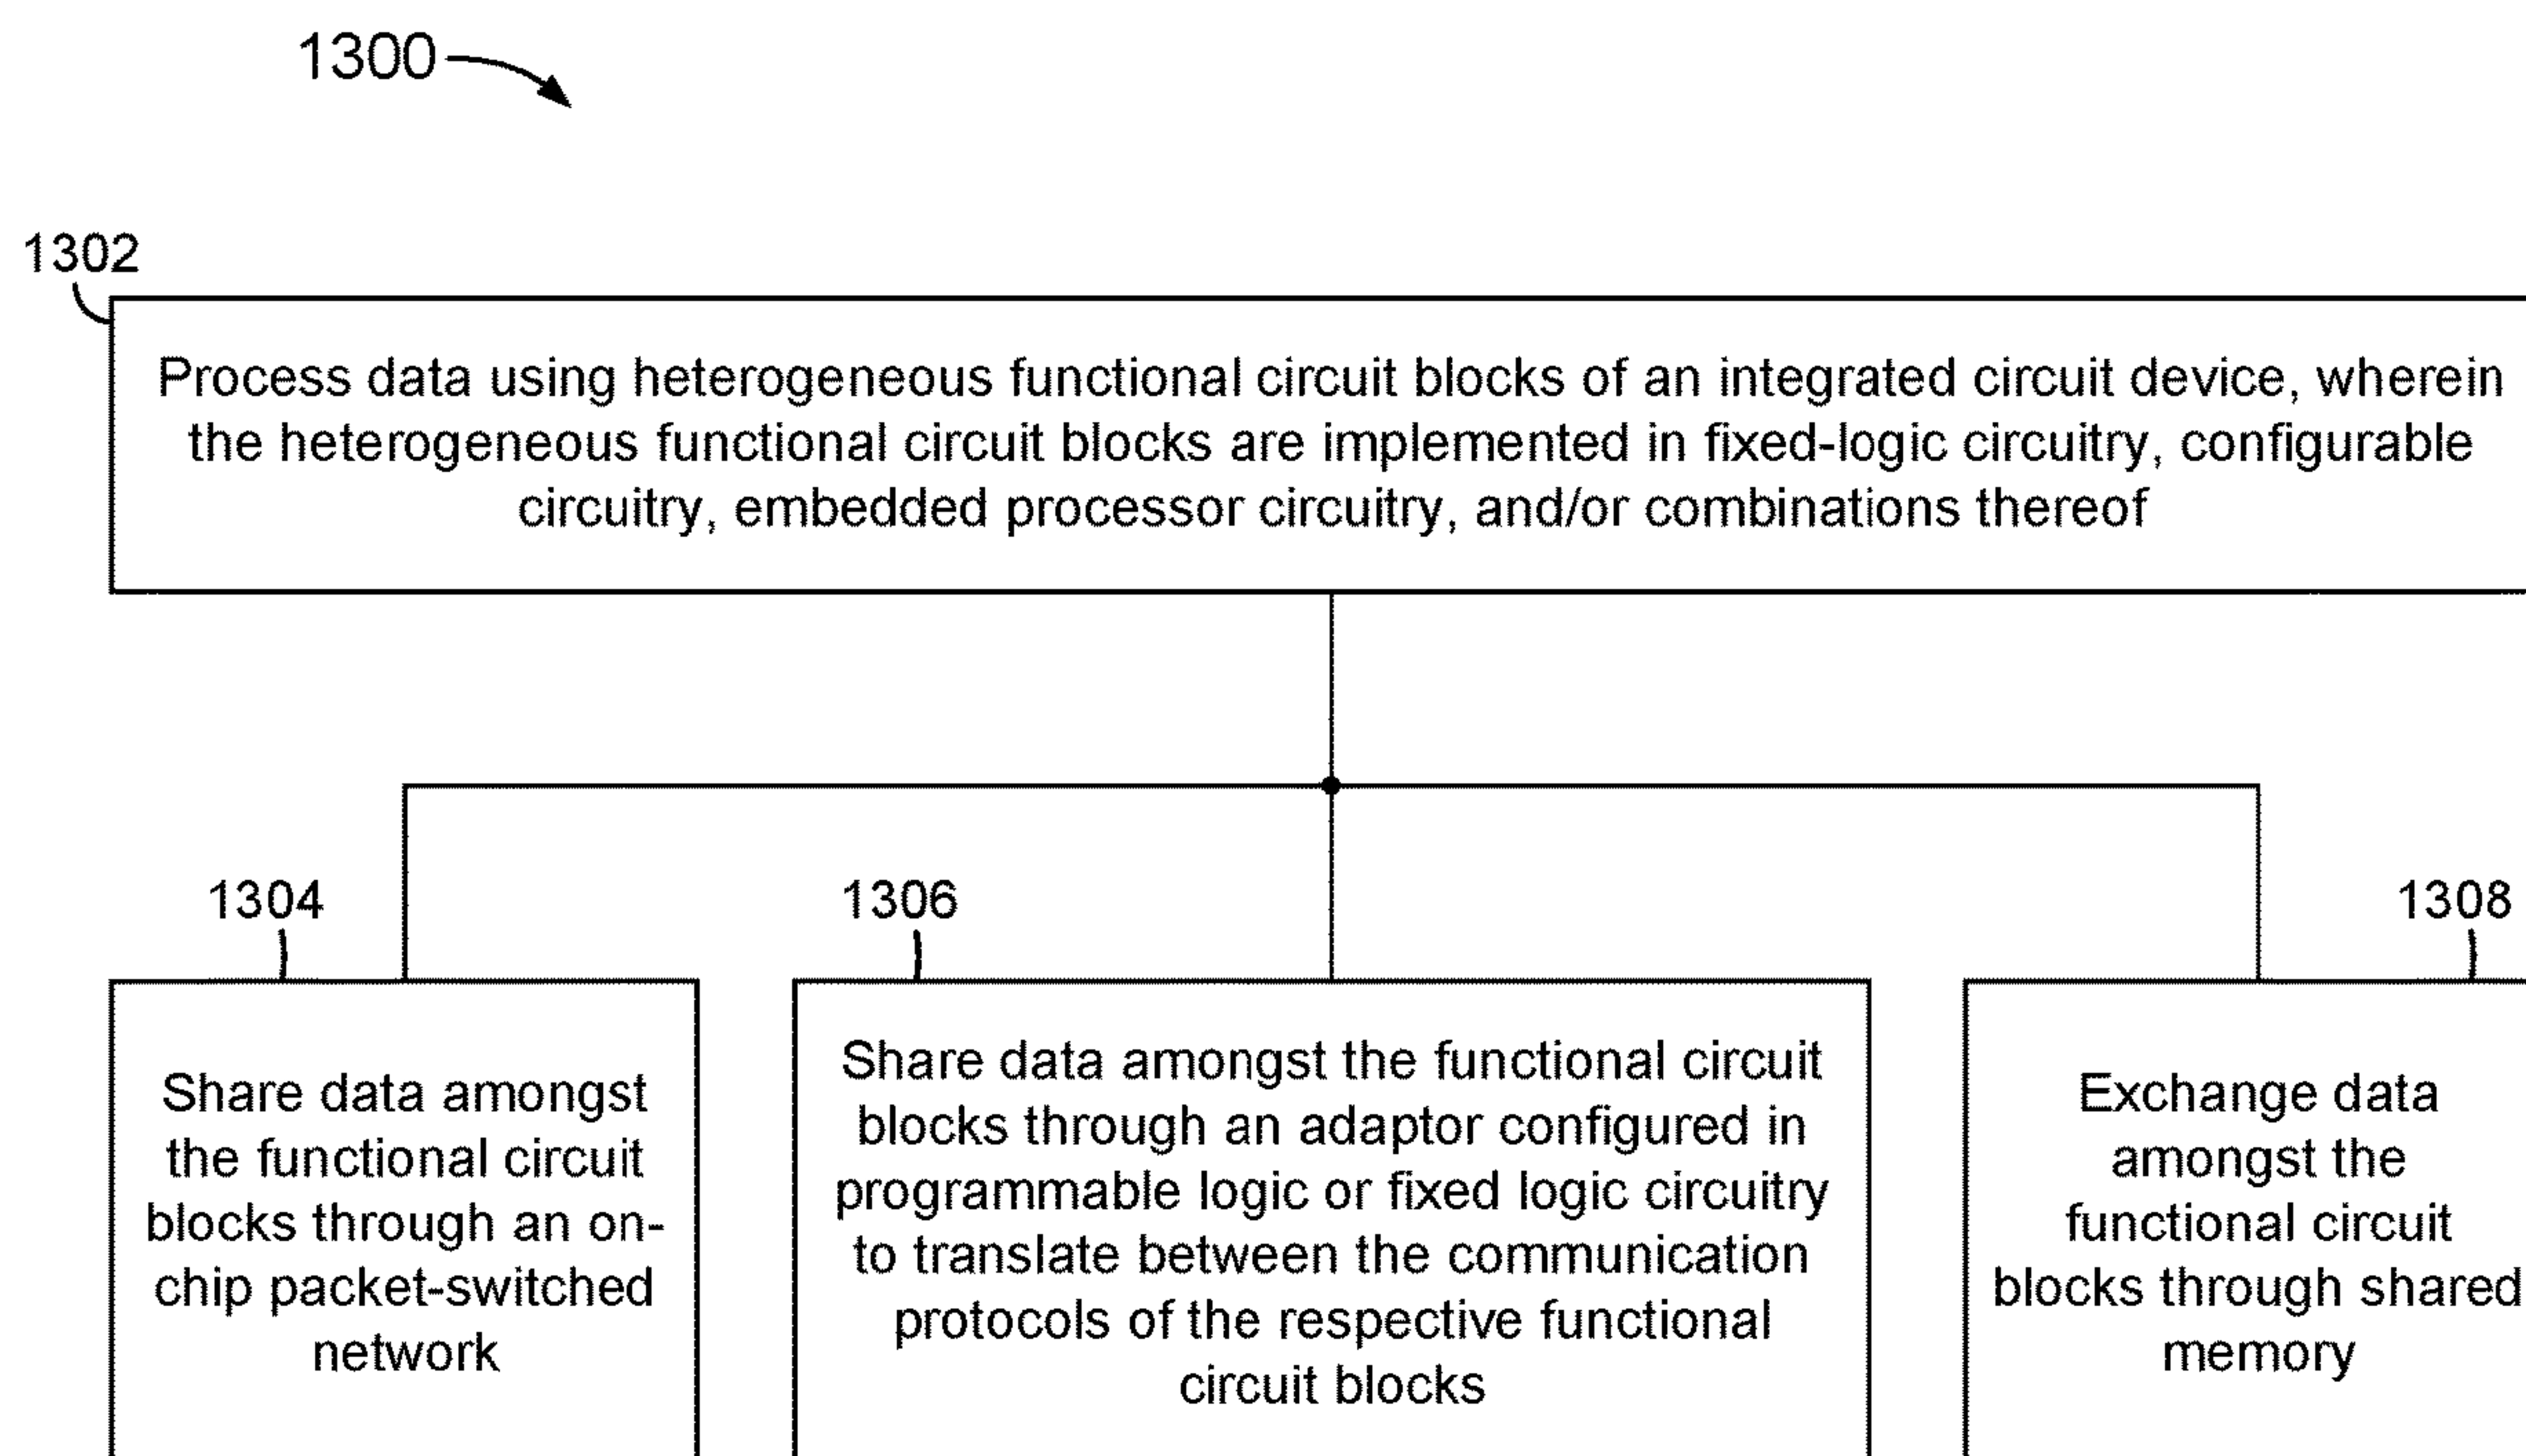 1300
1302
Process data using heterogeneous functional circuit blocks of an integrated circuit device, wherein
the heterogeneous functional circuit blocks are implemented in fixed-logic circuitry, configurable
circuitry, embedded processor circuitry, and/or combinations thereof
1304
1306
1308
Share data amongst
the functional circuit
blocks through an on-
chip packet-switched
network
Share data amongst the functional circuit
blocks through an adaptor configured in
programmable logic or fixed logic circuitry
to translate between the communication
protocols of the respective functional
circuit blocks
Exchange data
amongst the
functional circuit
blocks through shared
memory